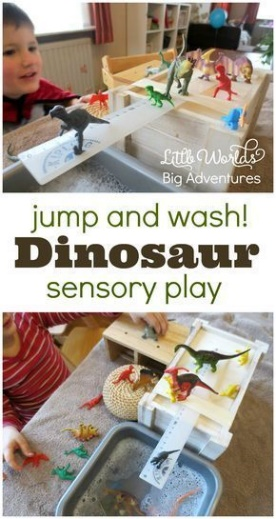 Little Worlds
Big Adventures
jump and wash!
Dinosaur
sensory play